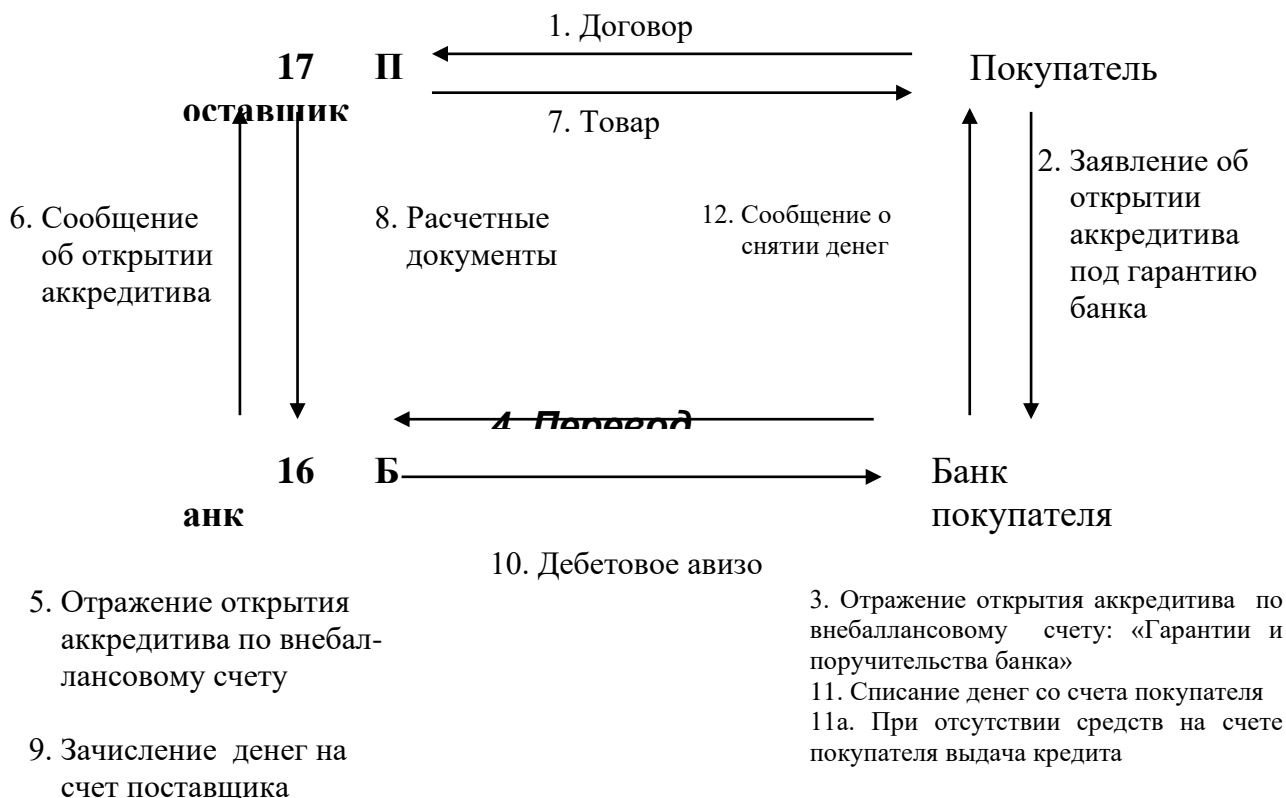 1. Договор
17 П
оставщик
Покупатель
7. Товар
2. Заявление об
открытии
аккредитива
под гарантию
банка
6. Сообщение
об открытии
аккредитива
8. Расчетные
документы
12. Сообщение о
снятии денег
4. Перевод
16 Б
анк
Банк
покупателя
10. Дебетовое авизо
5. Отражение открытия
аккредитива по внебал-
лансовому счету
9. Зачисление денег на
счет поставщика
3. Отражение открытия аккредитива по
внебаллансовому счету: «Гарантии и
поручительства банка»
11. Списание денег со счета покупателя
11а. При отсутствии средств на счете
покупателя выдача кредита